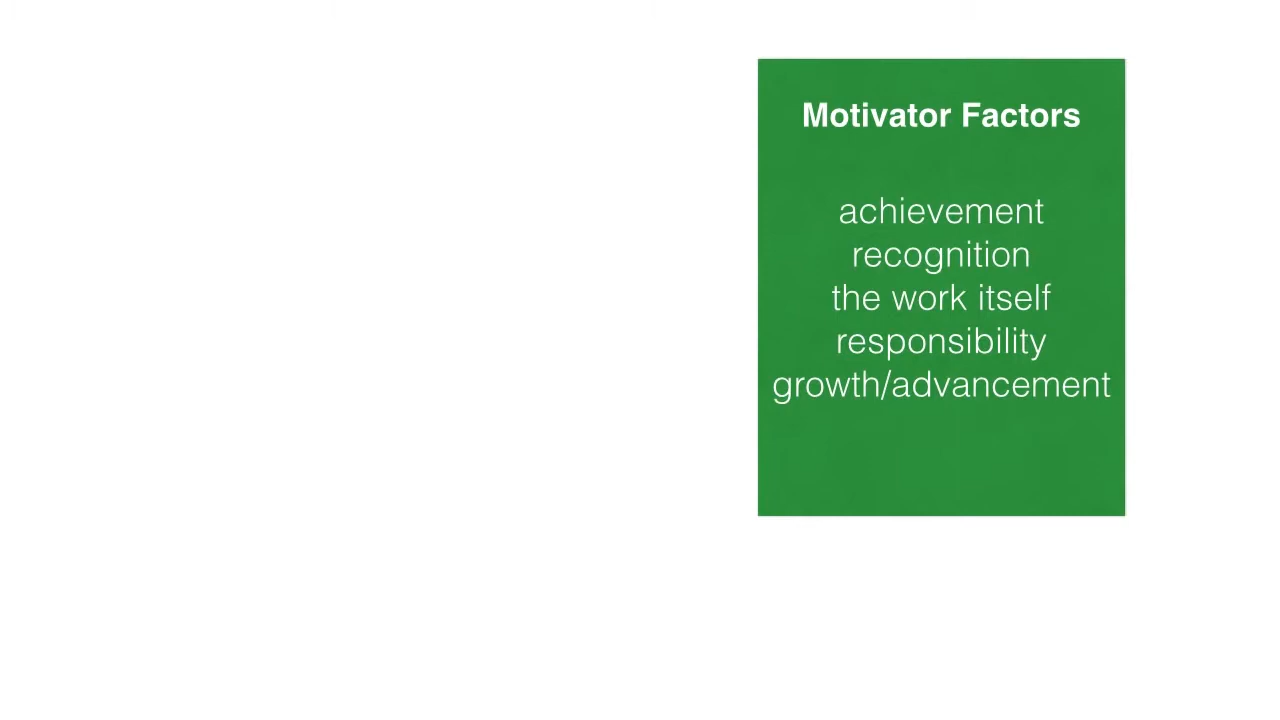 Motivator Factors
achievement
recognition
the work itself
responsibility
growth/advancement